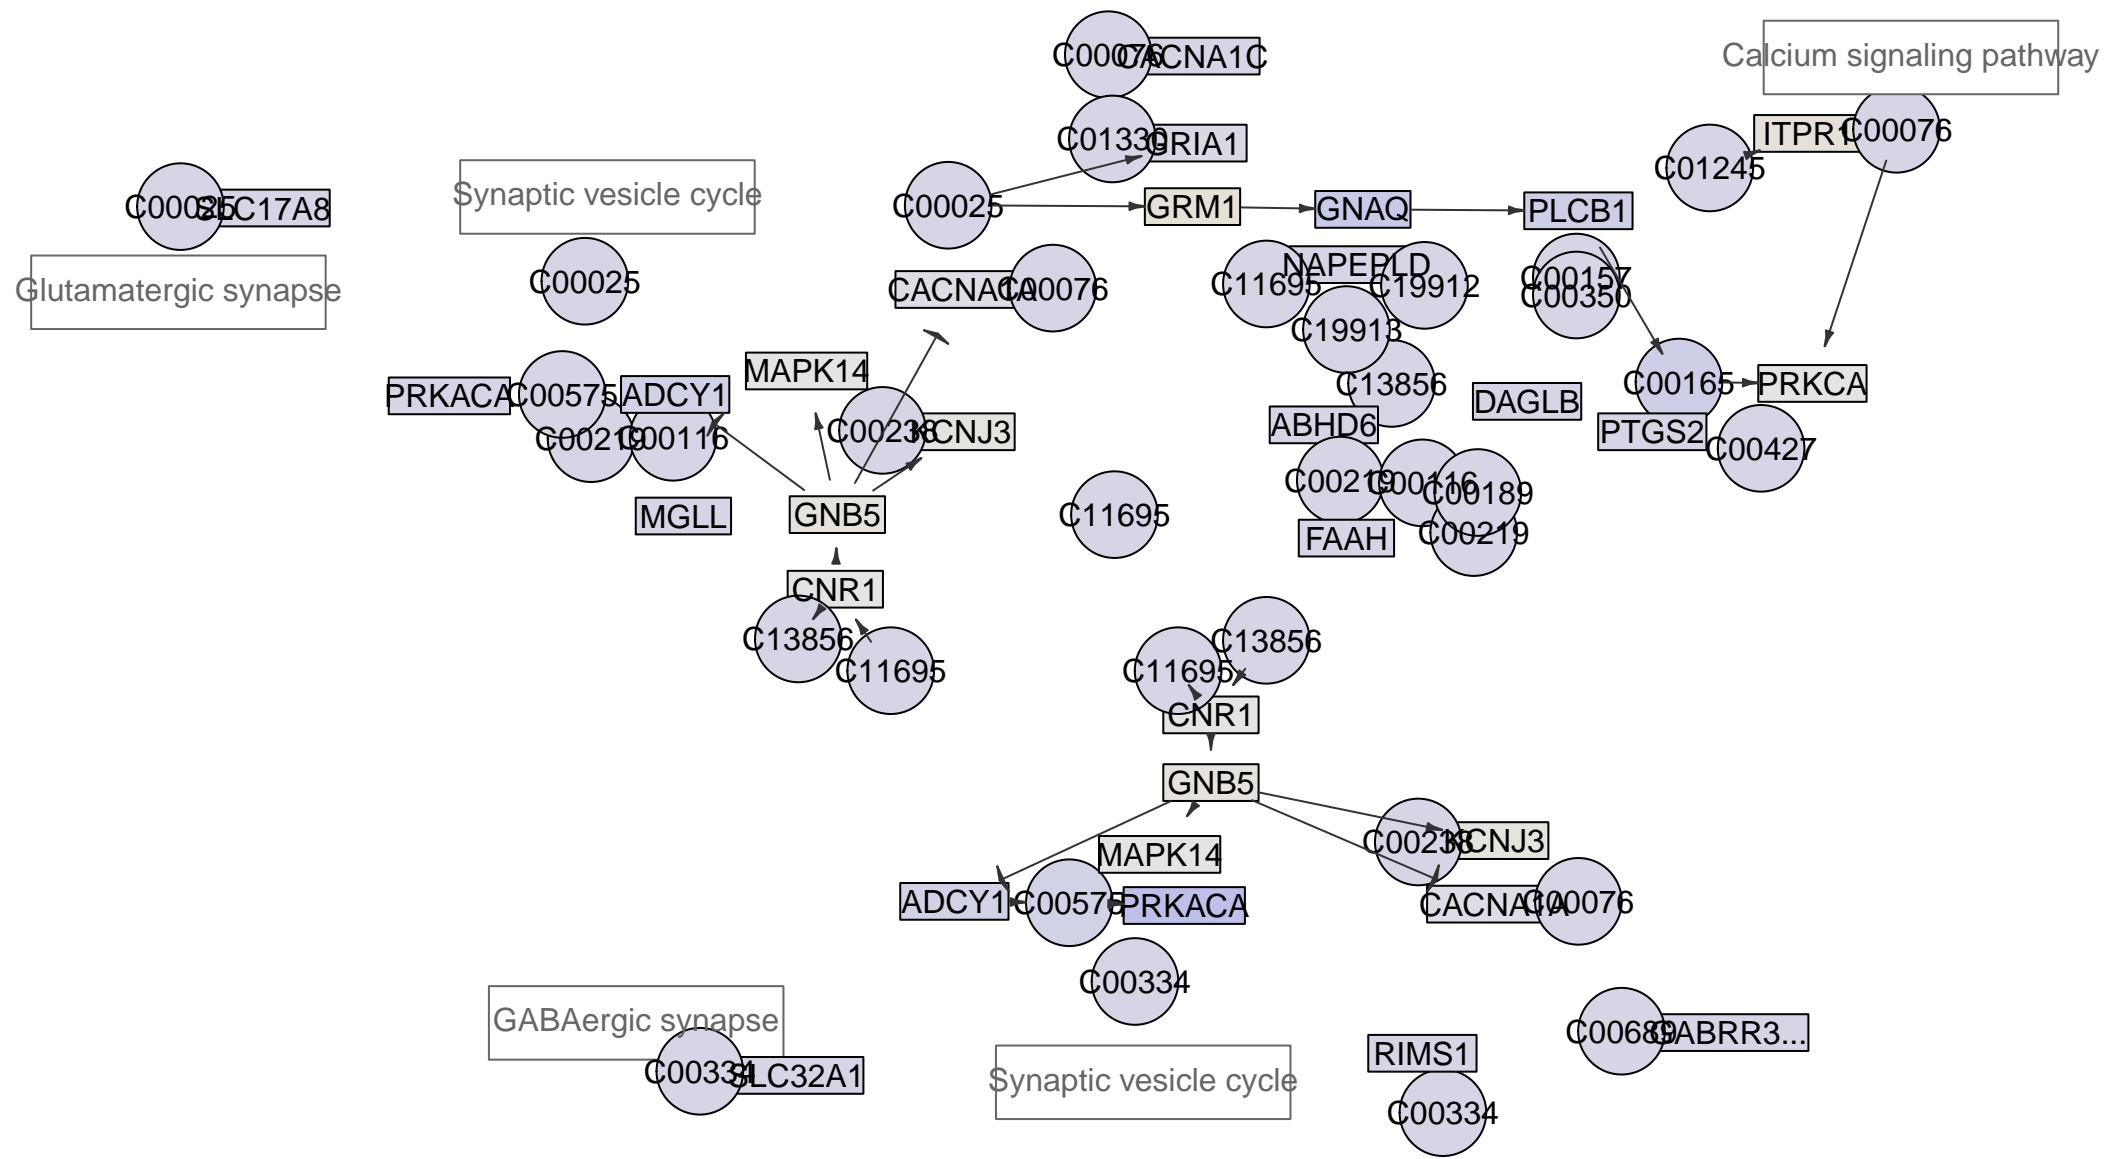 C00076
CACNA1C
Calcium signaling pathway
C01330
GRIA1
ITPR1
C00076
C01245
Synaptic vesicle cycle
C00025
SLC17A8
C00025
GRM1
GNAQ
PLCB1
Glutamatergic synapse
C00025
CACNA1A
C00076
C11695
NAPEPLD
C19912
C00157
C00350
C19913
MAPK14
PRKACA
C00575
ADCY1
C13856
DAGLB
C00165
PRKCA
C00219
C00116
C00238
KCNJ3
ABHD6
PTGS2
C00427
MGLL
GNB5
C11695
C00219
C00116
C00189
FAAH
C00219
CNR1
C13856
C11695
C11695
C13856
CNR1
GNB5
MAPK14
C00238
KCNJ3
ADCY1
C00575
PRKACA
CACNA1A
C00076
C00334
GABAergic synapse
C00334
SLC32A1
Synaptic vesicle cycle
RIMS1
C00334
C00689
GABRR3...